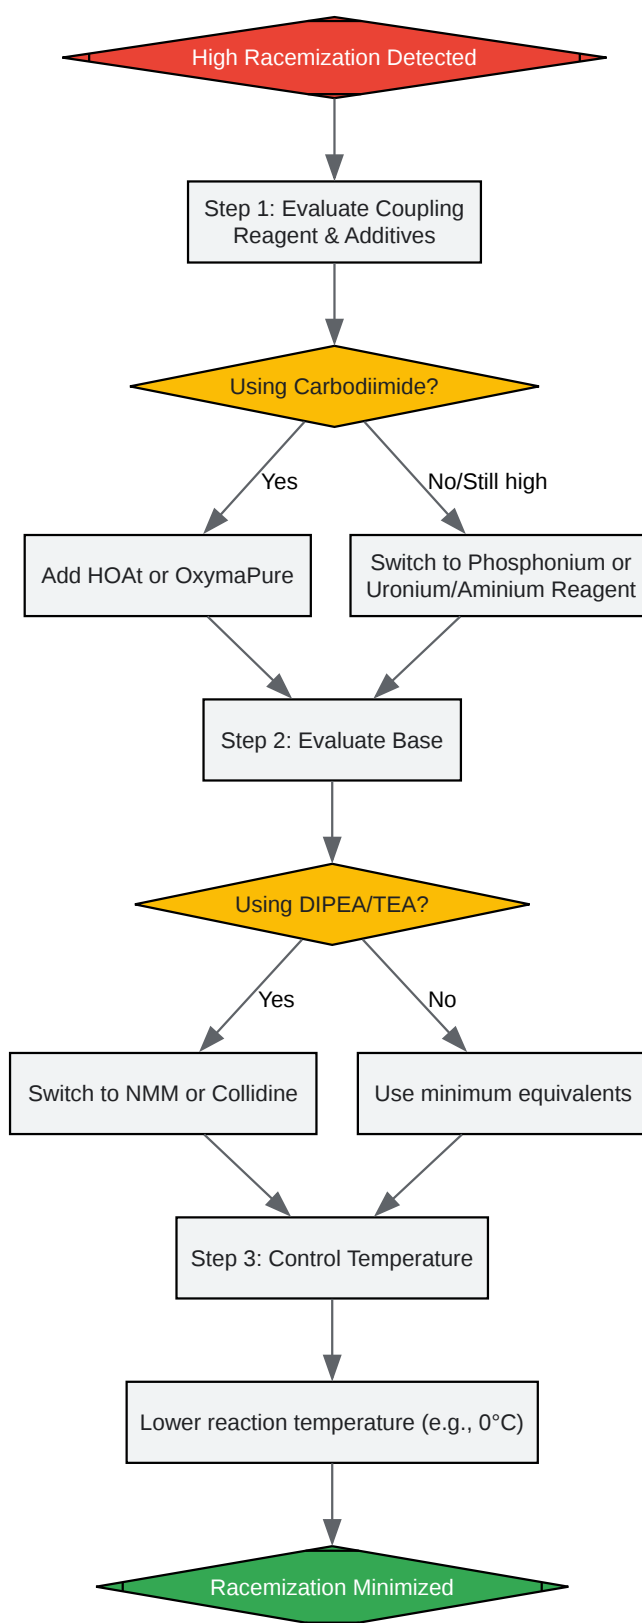 High Racemization Detected
Step 1: Evaluate Coupling
Reagent & Additives
Using Carbodiimide?
Yes
No/Still high
Add HOAt or OxymaPure
Switch to Phosphonium or
Uronium/Aminium Reagent
Step 2: Evaluate Base
Using DIPEA/TEA?
Yes
No
Switch to NMM or Collidine
Use minimum equivalents
Step 3: Control Temperature
Lower reaction temperature (e.g., 0°C)
Racemization Minimized